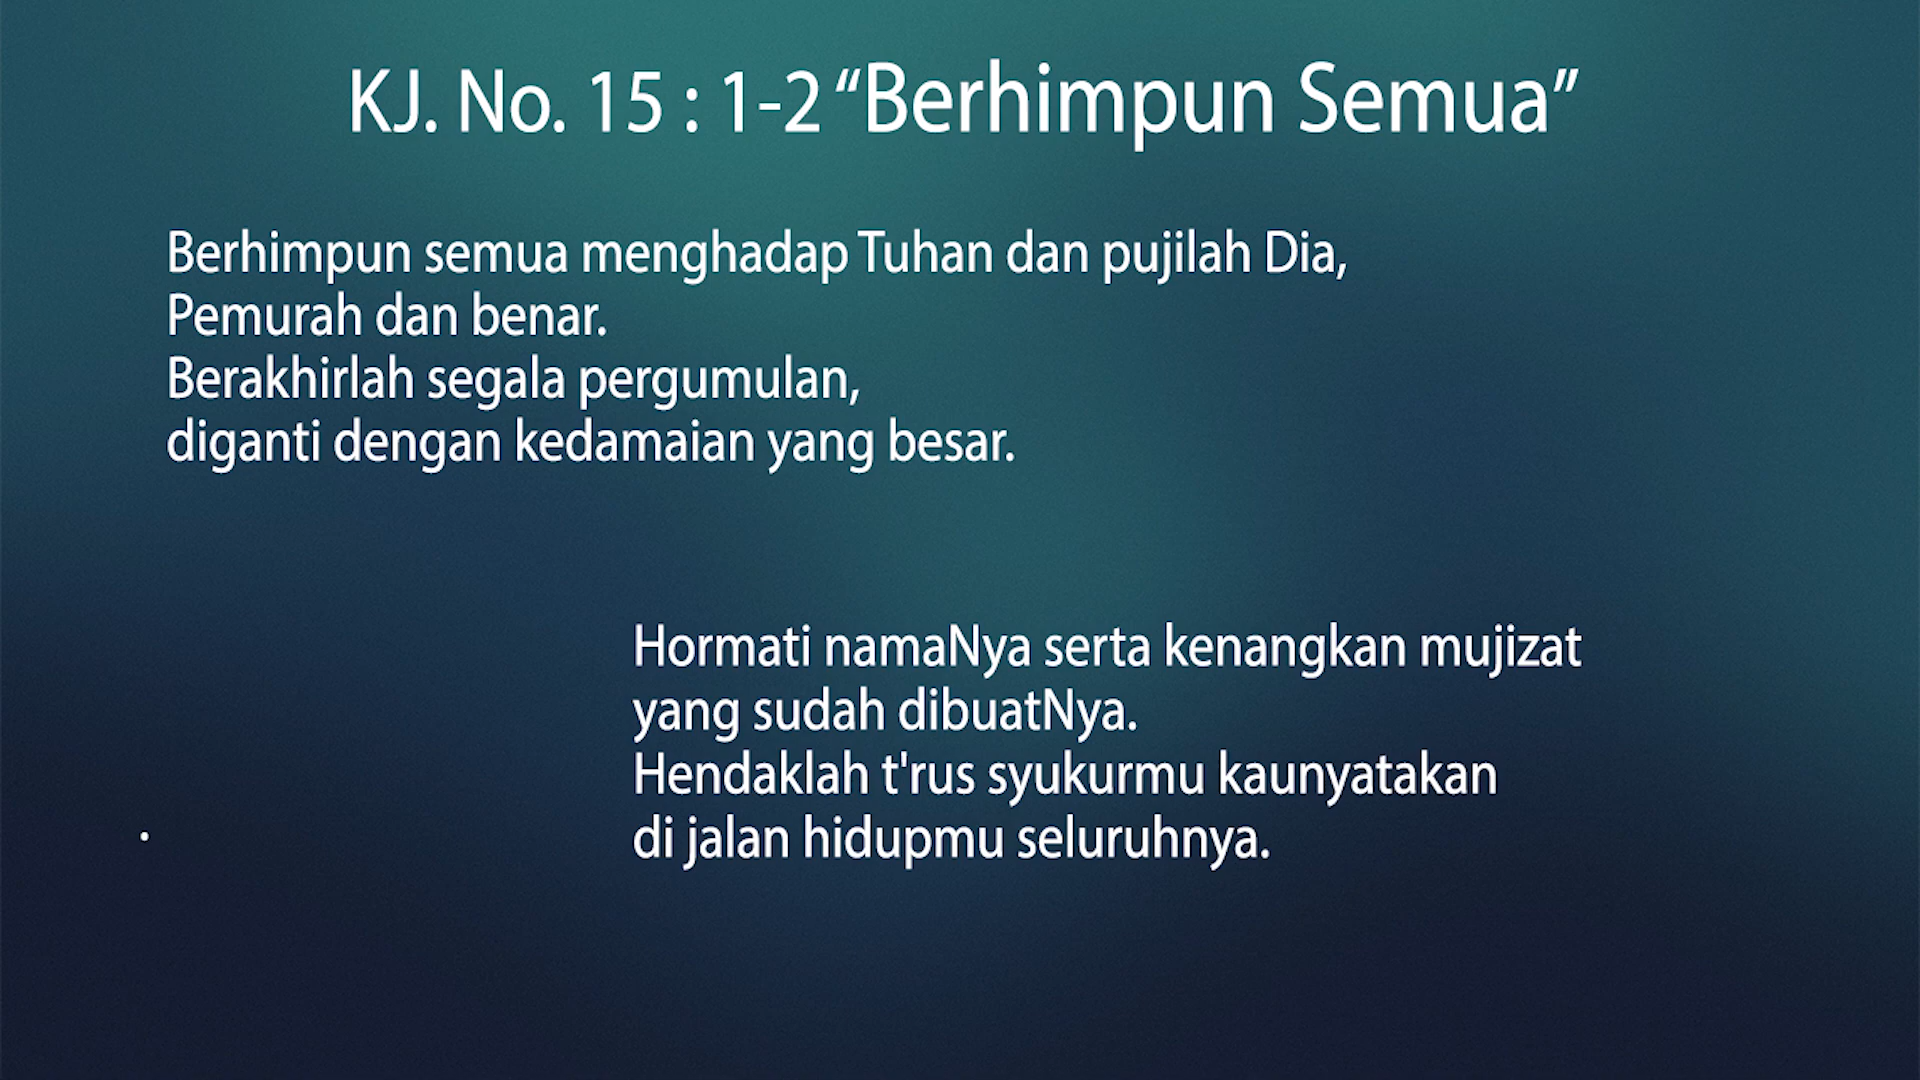 KJ. No. 15 : 1-2 “Berhimpun Semua”
Berhimpun semua menghadap Tuhan dan pujilah Dia,
Pemurah dan benar.
Berakhirlah segala pergumulan,
diganti dengan kedamaian yang besar.
Hormati namaNya serta kenangkan mujizat
yang sudah dibuatNya.
Hendaklah t'rus syukurmu kaunyatakan
di jalan hidupmu seluruhnya.
.